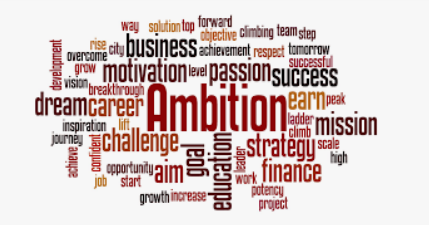 way solution top forward
objective climbing team step
rise city business achievement respect tomorrow
development overcome successful
grow motivation level passion success
vision breakthrough
dream career Ambition earn peak
inspiration lift ladder mission
journey challenge climb
confident strategy scale
achieve goal leader high
opportunity aim education work finance
job start potency
growth increase project